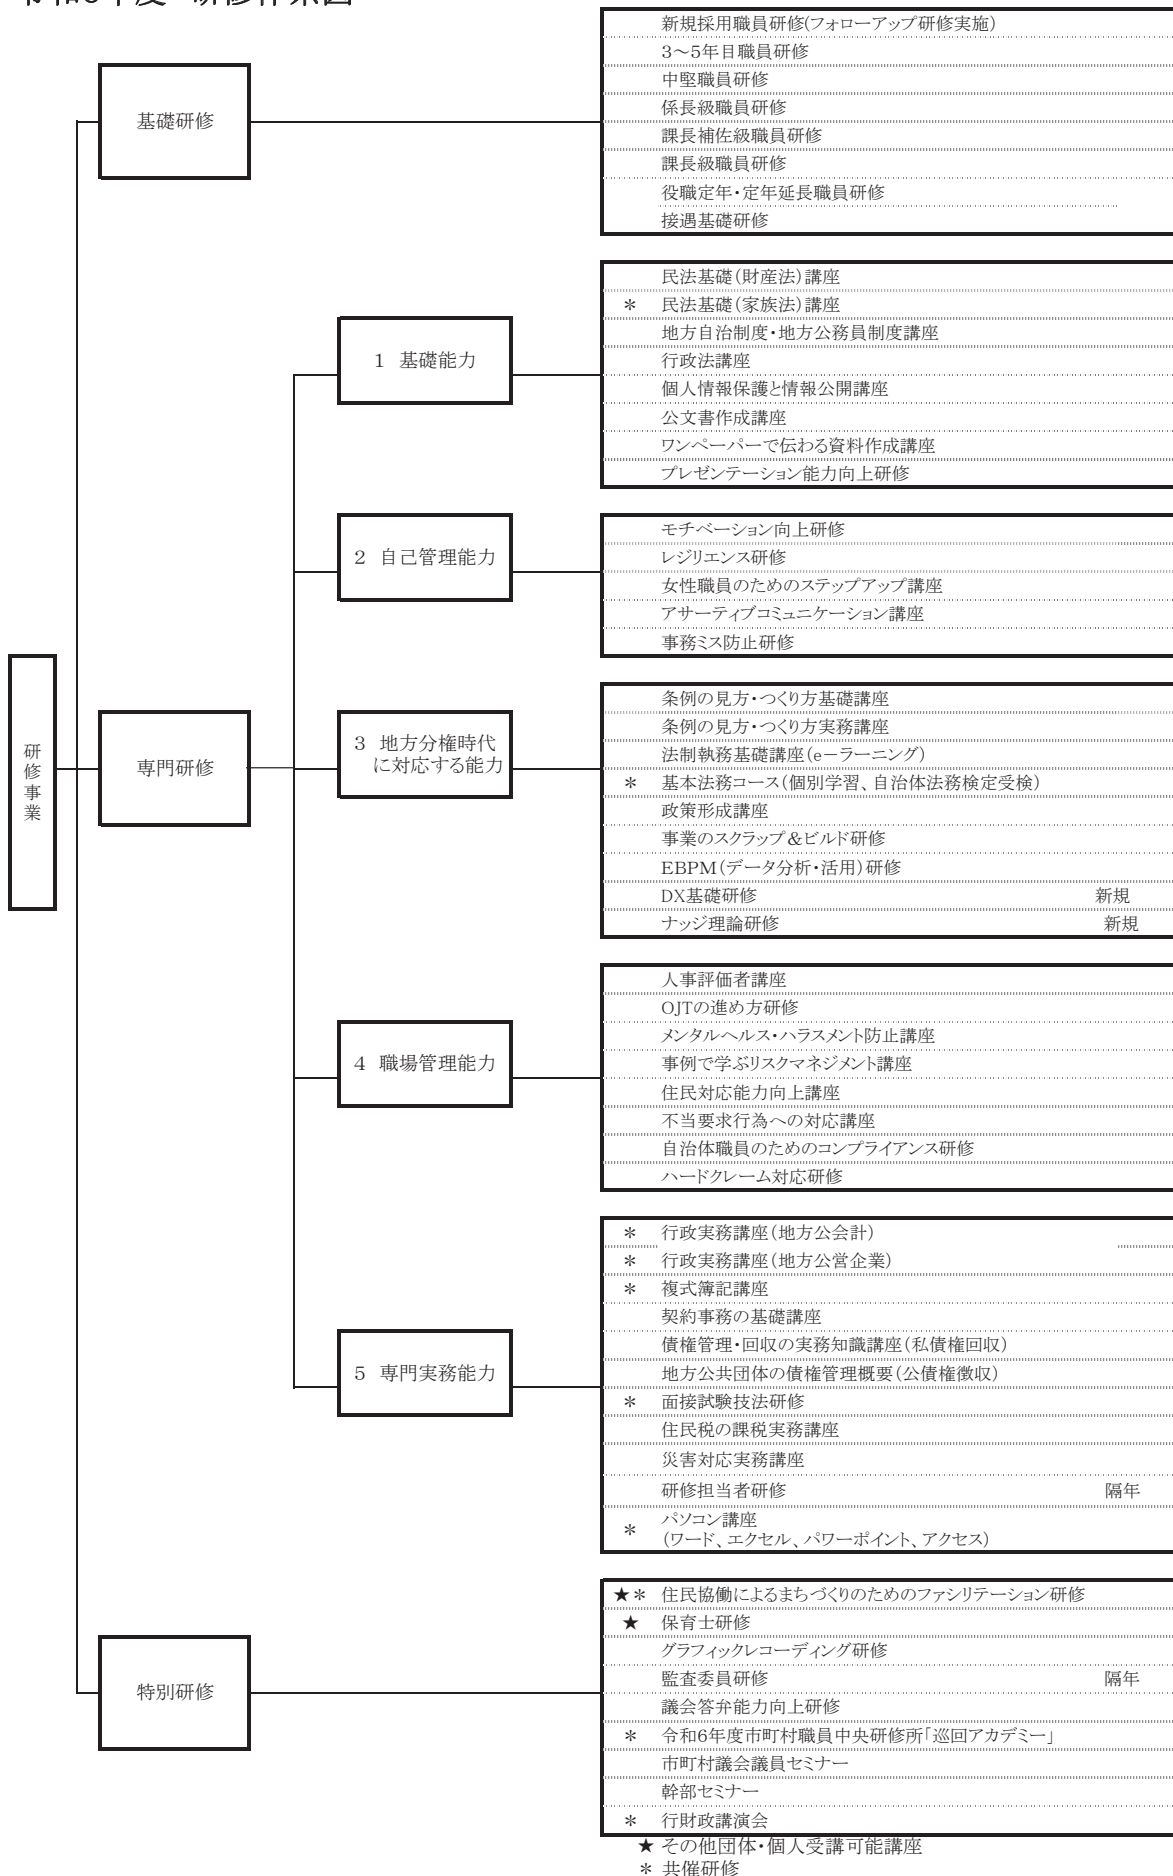 研修体系図
新規採用職員研修(フォローアップ研修実施)
3～5年目職員研修
中堅職員研修
係長級職員研修
課長補佐級職員研修
課長級職員研修
役職定年・定年延長職員研修
接遇基礎研修
基礎研修
民法基礎(財産法)講座
＊ 民法基礎(家族法)講座
地方自治制度・地方公務員制度講座
行政法講座
個人情報保護と情報公開講座
公文書作成講座
ワンペーパーで伝わる資料作成講座
プレゼンテーション能力向上研修
1 基礎能力
モチベーション向上研修
レジリエンス研修
女性職員のためのステップアップ講座
アサーティブコミュニケーション講座
事務ミス防止研修
2 自己管理能力
研修事業
専門研修
3 地方分権時代
に対応する能力
条例の見方・つくり方基礎講座
条例の見方・つくり方実務講座
法制執務基礎講座(e－ラーニング)
＊ 基本法務コース(個別学習、自治体法務検定受検)
政策形成講座
事業のスクラップ＆ビルド研修
EBPM(データ分析・活用)研修
DX基礎研修 新規
ナッジ理論研修 新規
人事評価者講座
OJTの進め方研修
メンタルヘルス・ハラスメント防止講座
事例で学ぶリスクマネジメント講座
住民対応能力向上講座
不当要求行為への対応講座
自治体職員のためのコンプライアンス研修
ハードクレーム対応研修
4 職場管理能力
＊ 行政実務講座(地方公会計)
＊ 行政実務講座(地方公営企業)
＊ 複式簿記講座
契約事務の基礎講座
債権管理・回収の実務知識講座(私債権回収)
地方公共団体の債権管理概要(公債権徴収)
＊ 面接試験技法研修
住民税の課税実務講座
災害対応実務講座
研修担当者研修 隔年
＊ パソコン講座
(ワード、エクセル、パワーポイント、アクセス)
5 専門実務能力
★＊ 住民協働によるまちづくりのためのファシリテーション研修
★ 保育士研修
グラフィックレコーディング研修
監査委員研修 隔年
議会答弁能力向上研修
＊ 令和6年度市町村職員中央研修所「巡回アカデミー」
市町村議会議員セミナー
幹部セミナー
＊ 行財政講演会
特別研修
★ その他団体・個人受講可能講座
＊ 共催研修